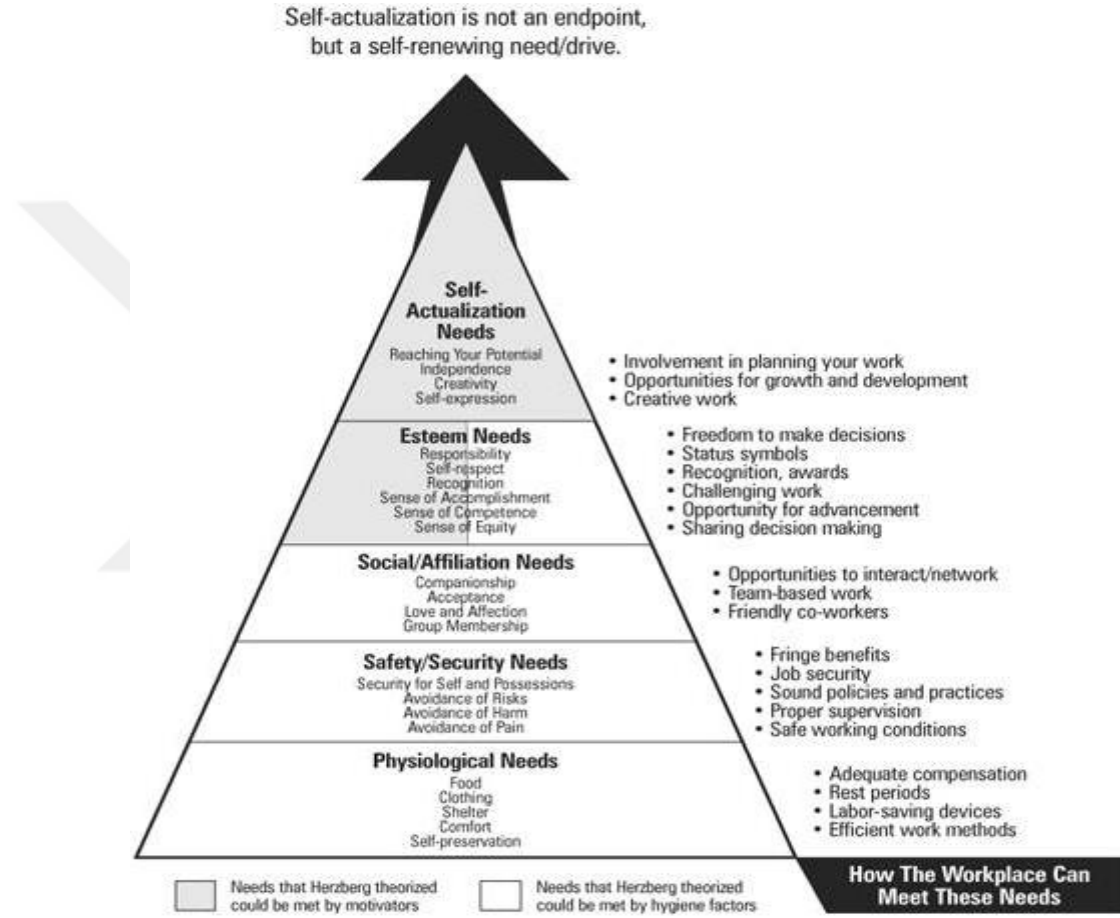 Self-actualization is not an endpoint,
but a self-renewing need/drive.
Self-
Actualization
Needs
Reaching Your Potential
Independence
Creativity
Self-expression
• Involvement in planning your work
• Opportunities for growth and development
• Creative work
Esteem Needs
Responsibility
Self-respect
Recognition
Sense of Accomplishment
Sense of Competence
Sense of Equity
• Freedom to make decisions
• Status symbols
• Recognition, awards
• Challenging work
• Opportunity for advancement
• Sharing decision making
Social/Affiliation Needs
Companionship
Acceptance
Love and Affection
Group Membership
• Opportunities to interact/network
• Team-based work
• Friendly co-workers
Safety/Security Needs
Security for Self and Possessions
Avoidance of Risks
Avoidance of Harm
Avoidance of Pain
• Fringe benefits
• Job security
• Sound policies and practices
• Proper supervision
• Safe working conditions
Physiological Needs
Food
Clothing
Shelter
Comfort
Self-preservation
• Adequate compensation
• Rest periods
• Labor-saving devices
• Efficient work methods
Needs that Herzberg theorized
could be met by motivators
Needs that Herzberg theorized
could be met by hygiene factors
How The Workplace Can
Meet These Needs